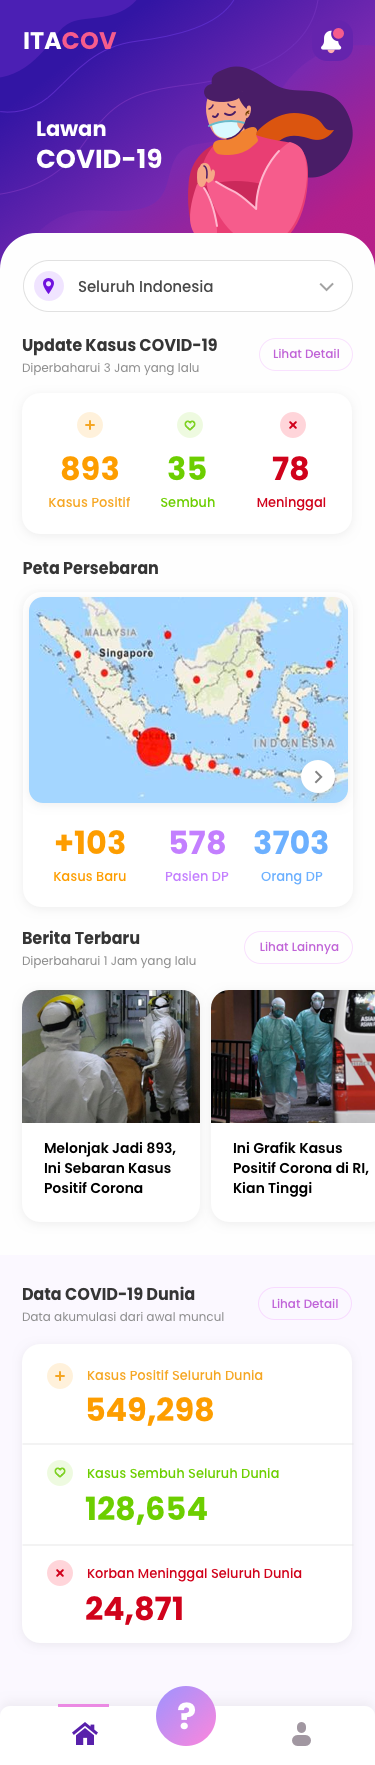 ITACOV
Lawan
COVID-19
Seluruh Indonesia
Update Kasus COVID-19
Diperbaharui 3 Jam yang lalu
Lihat Detail
893
Kasus Positif
35
Sembuh
78
Meninggal
Peta Persebaran
MALAYSIA
Singapore
Jakarta
INDONESIA
+103
Kasus Baru
578
Pasien DP
3703
Orang DP
Berita Terbaru
Diperbaharui 1 Jam yang lalu
Lihat Lainnya
Melonjak Jadi 893,
Ini Sebaran Kasus
Positif Corona
Ini Grafik Kasus
Positif Corona di RI,
Kian Tinggi
Data COVID-19 Dunia
Data akumulasi dari awal muncul
Lihat Detail
Kasus Positif Seluruh Dunia
549,298
Kasus Sembuh Seluruh Dunia
128,654
Korban Meninggal Seluruh Dunia
24,871
?